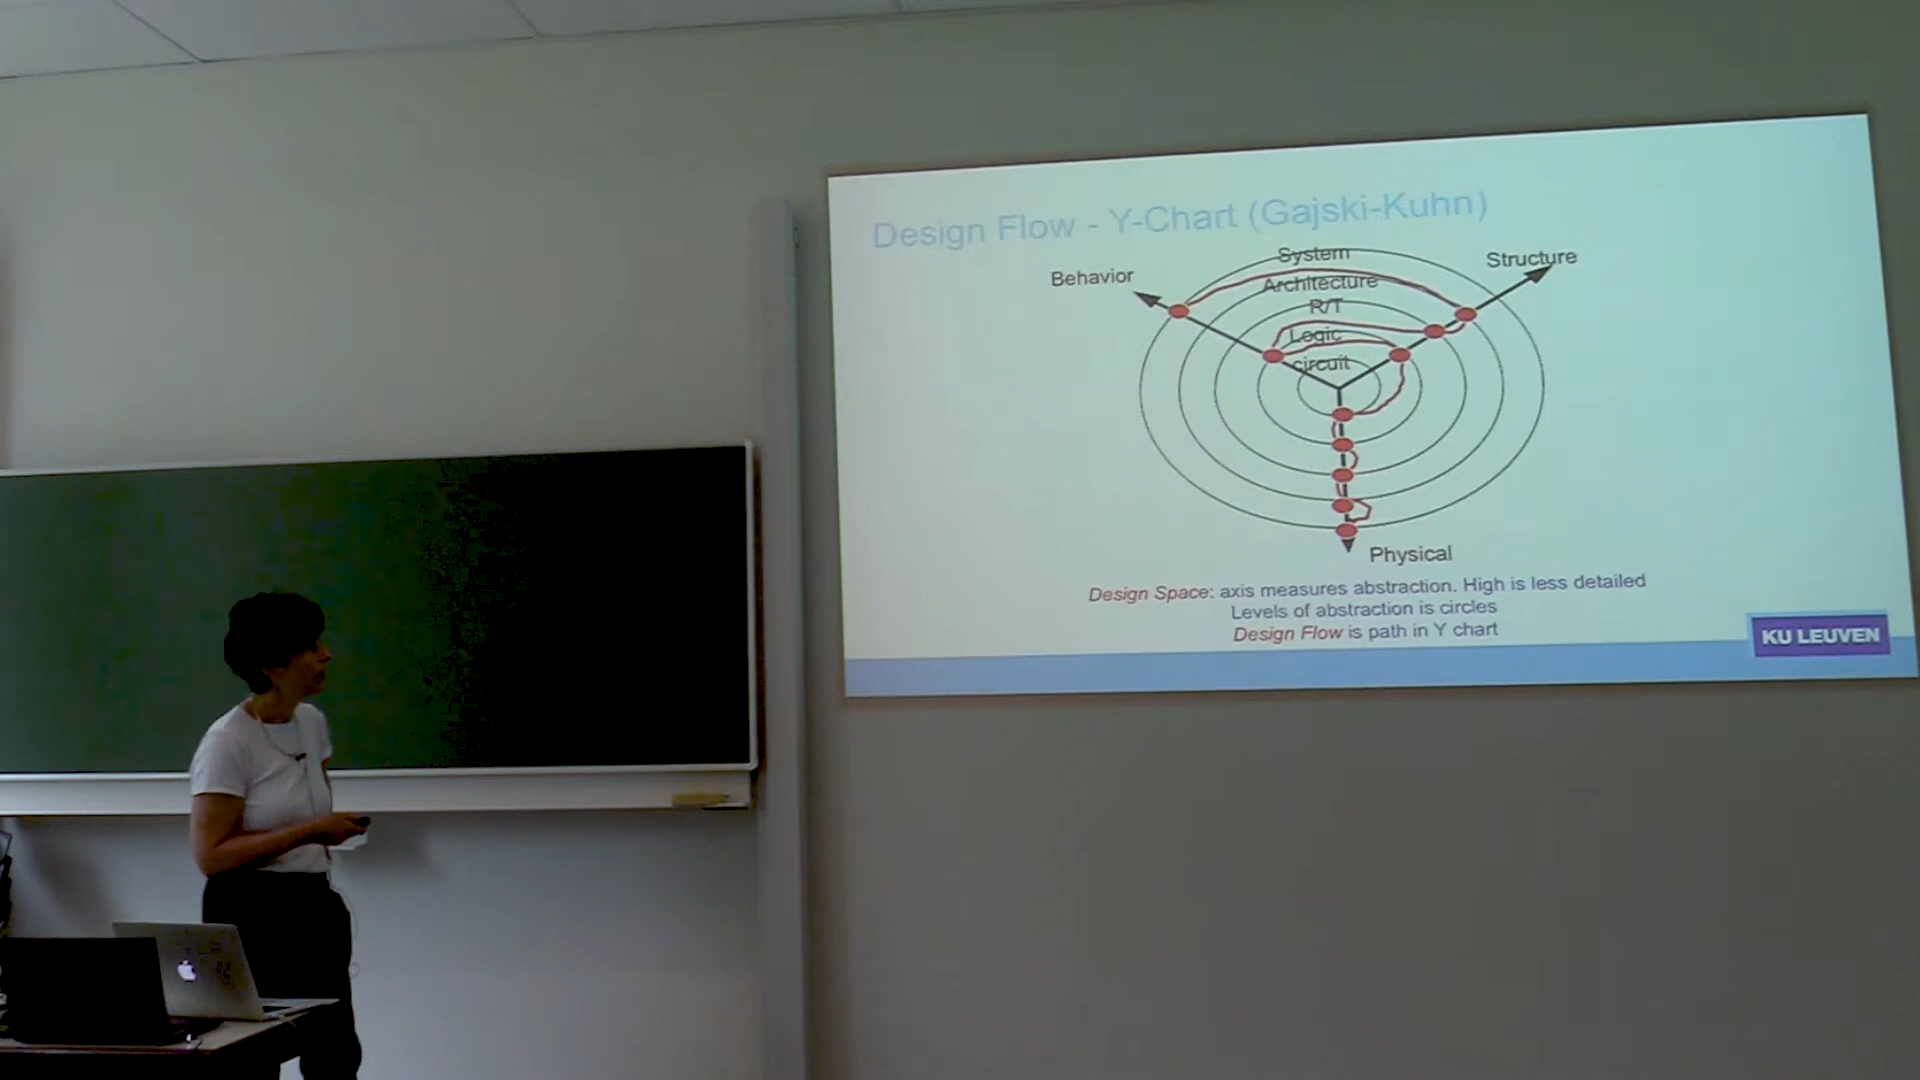 Design Flow - Y-Chart (Gajski-Kuhn)
System
Behavior
Structure
Architecture
R/T
Logic
circuit
Physical
Design Space: axis measures abstraction. High is less detailed
Levels of abstraction is circles
Design Flow is path in Y chart
KU LEUVEN